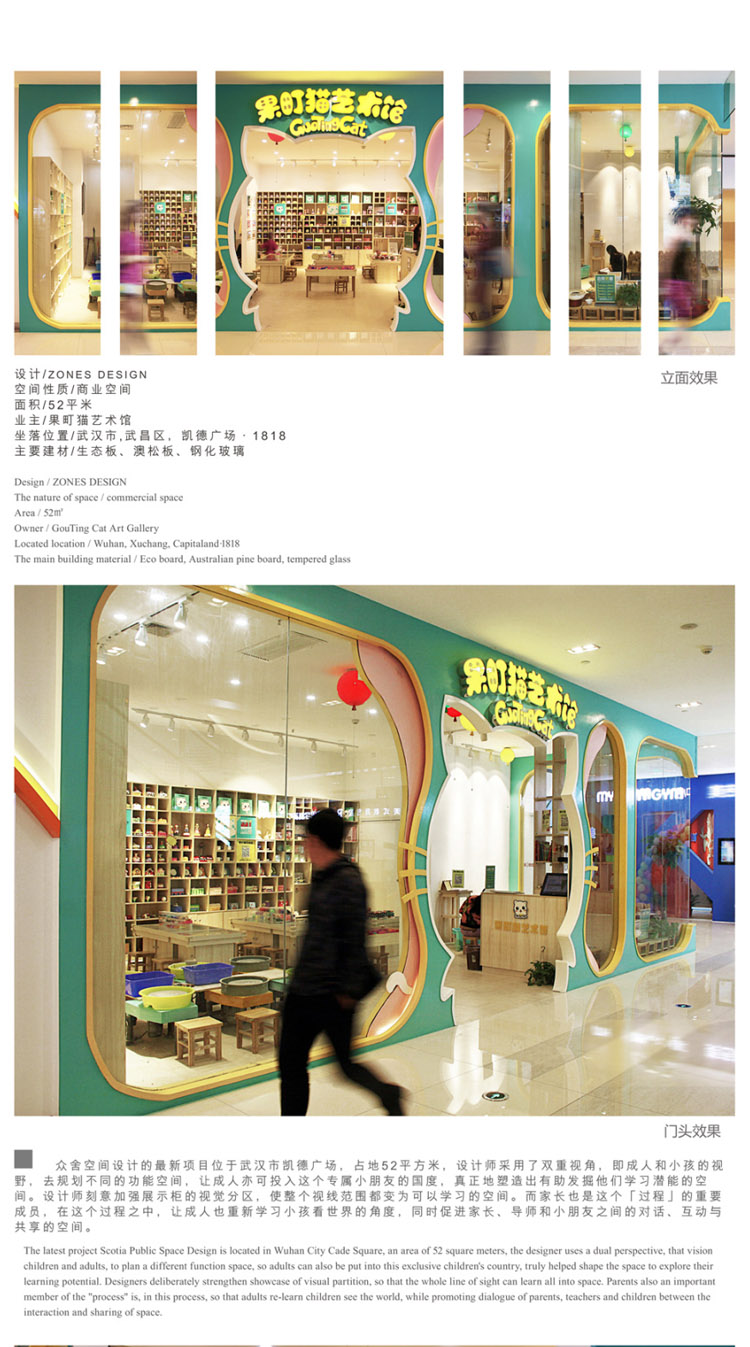 果町猫艺术馆
GuoTingCat
设计/ZONES DESIGN
空间性质/商业空间
面积/52平米
业主/果町猫艺术馆
坐落位置/武汉市,武昌区，凯德广场·1818
主要建材/生态板、澳松板、钢化玻璃
立面效果
Design / ZONES DESIGN
The nature of space / commercial space
Area / 52㎡
Owner / GouTing Cat Art Gallery
Located location / Wuhan, Xuchang, Capitaland·1818
The main building material / Eco board, Australian pine board, tempered glass
果町猫艺术馆
GuoTingCat
MY GYM
果町猫艺术馆
门头效果
众舍空间设计的最新项目位于武汉市凯德广场，占地52平方米，设计师采用了双重视角，即成人和小孩的视
野，去规划不同的功能空间，让成人亦可投入这个专属小朋友的国度，真正地塑造出有助发掘他们学习潜能的空
间。设计师刻意加强展示柜的视觉分区，使整个视线范围都变为可以学习的空间。而家长也是这个「过程」的重要
成员，在这个过程之中，让成人也重新学习小孩看世界的角度，同时促进家长、导师和小朋友之间的对话、互动与
共享的空间。
The latest project Scotia Public Space Design is located in Wuhan City Cade Square, an area of 52 square meters, the designer uses a dual perspective, that vision
children and adults, to plan a different function space, so adults can also be put into this exclusive children's country, truly helped shape the space to explore their
learning potential. Designers deliberately strengthen showcase of visual partition, so that the whole line of sight can learn all into space. Parents also an important
member of the "process" is, in this process, so that adults re-learn children see the world, while promoting dialogue of parents, teachers and children between the
interaction and sharing of space.